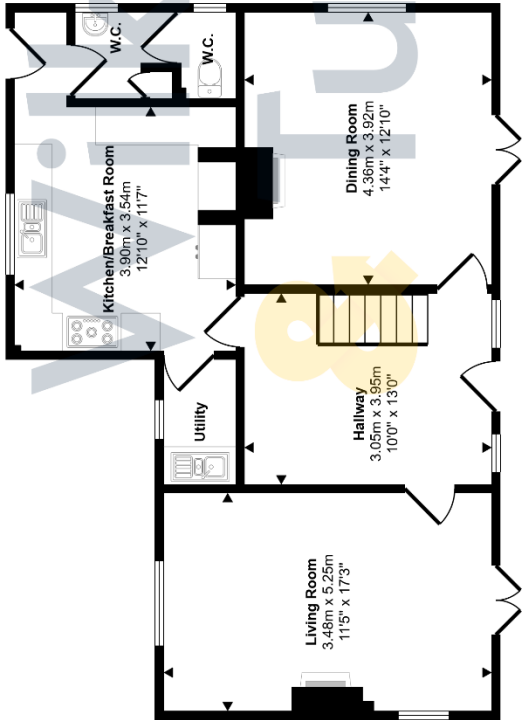 W.C.
W.C.
Kitchen/Breakfast Room
3.90m x 3.54m
12'10" x 11'7"
Dining Room
4.36m x 3.92m
14'4" x 12'10"
Utility
Hallway
3.05m x 3.95m
10'0" x 13'0"
Living Room
3.48m x 5.25m
11'5" x 17'3"